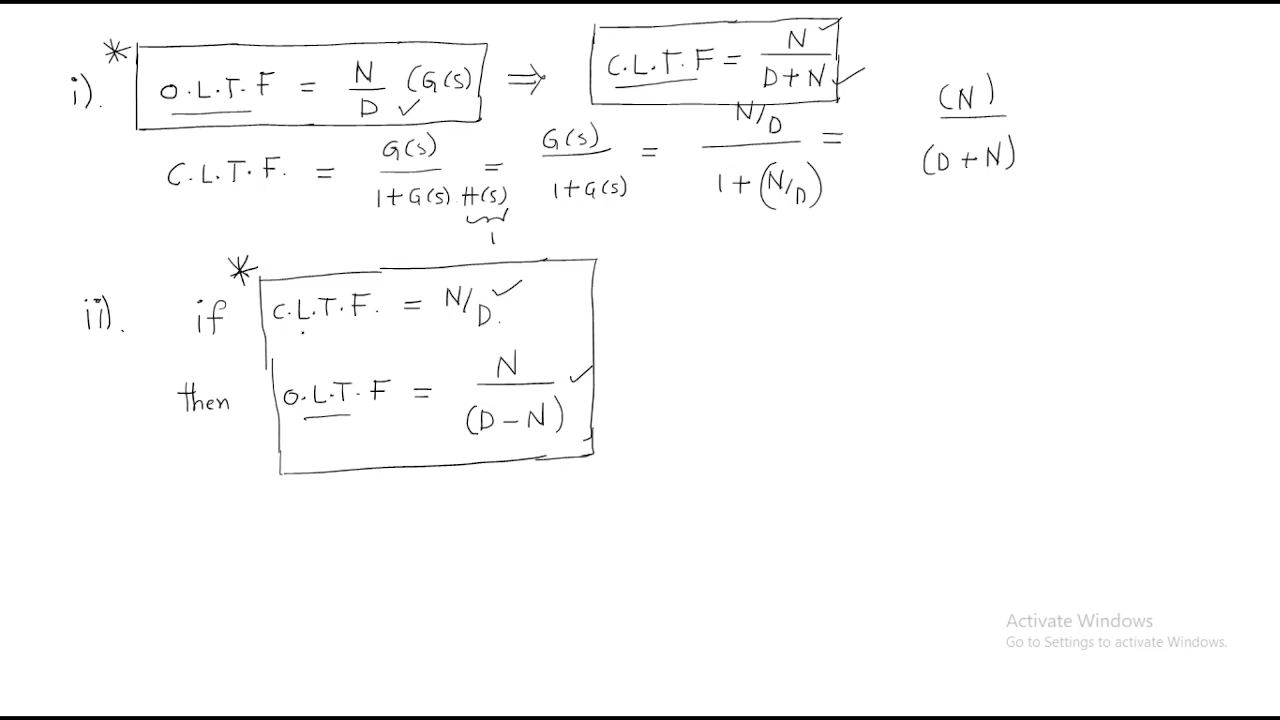 i). * O.L.T.F = N/D (G(s)) ⇒ C.L.T.F = N/(D+N)
C.L.T.F. = G(s)/(1+G(s).H(s)) = G(s)/(1+G(s)) = (N/D)/(1+(N/D)) = (N)/(D+N)
1
*
ii). if C.L.T.F. = N/D.
then O.L.T.F = N/(D-N)
Activate Windows
Go to Settings to activate Windows.